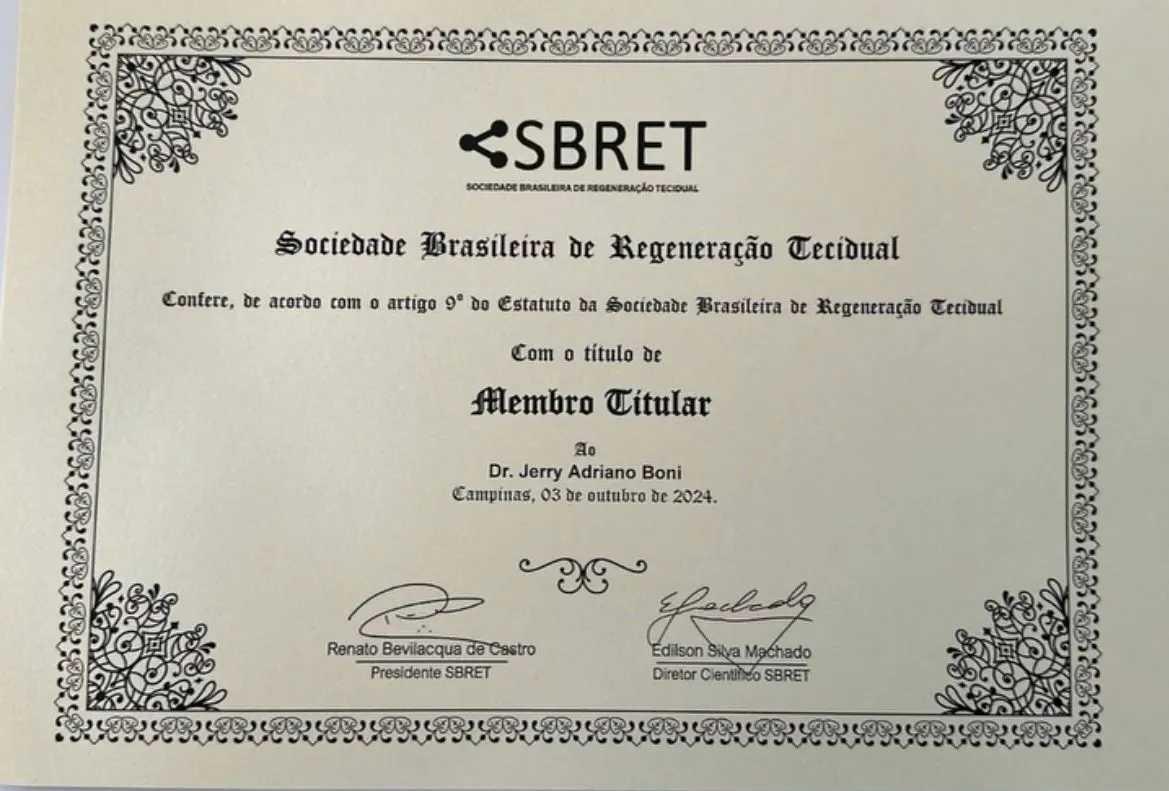 SBRET
SOCIEDADE BRASILEIRA DE REGENERAÇÃO TECIDUAL
Sociedade Brasileira de Regeneração Tecidual
Confere, de acordo com o artigo 9º do Estatuto da Sociedade Brasileira de Regeneração Tecidual
Com o título de
Membro Titular
Ao
Dr. Jerry Adriano Boni
Campinas, 03 de outubro de 2024.
Renato Bevilacqua de Castro
Presidente SBRET
Edilson Silva Machado
Diretor Científico SBRET